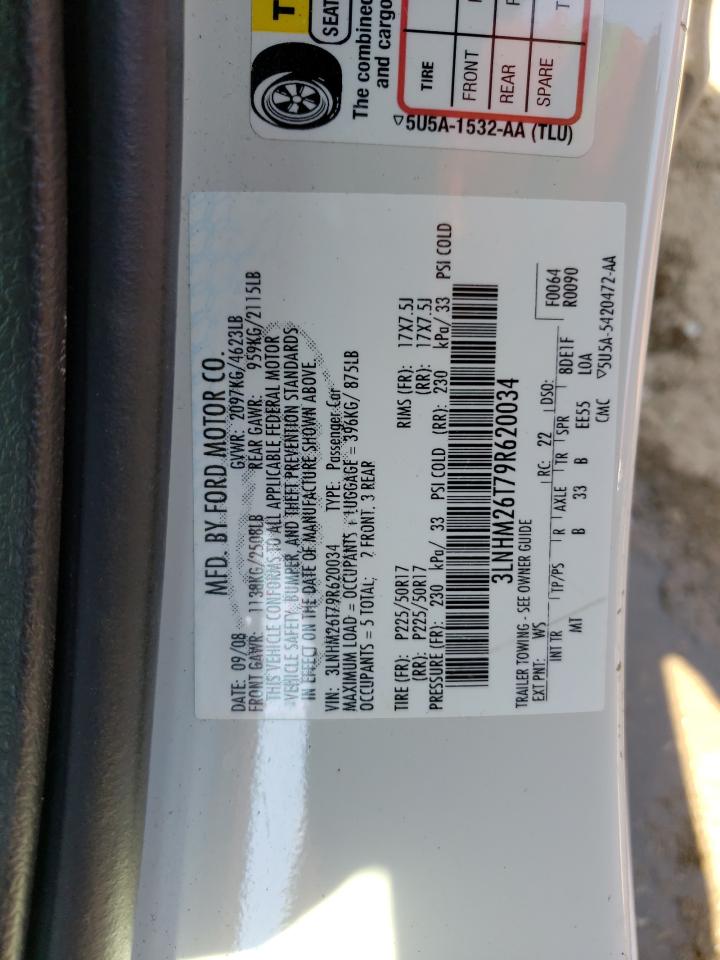 T
SEAT
The combined
and cargo
TIRE
FRONT
REAR
SPARE
T
▽5U5A-1532-AA (TLU)
MFD. BY FORD MOTOR CO.
DATE: 09/08 GVWR: 2097KG/4623LB
FRONT GAWR: 1138KG/2508LB REAR GAWR: 959KG/2115LB
THIS VEHICLE CONFORMS TO ALL APPLICABLE FEDERAL MOTOR
VEHICLE SAFETY, BUMPER, AND THEFT PREVENTION STANDARDS
IN EFFECT ON THE DATE OF MANUFACTURE SHOWN ABOVE.
VIN: 3LNHM26T79R620034 TYPE: Passenger Car
MAXIMUM LOAD = OCCUPANTS + LUGGAGE = 396KG/ 875LB
OCCUPANTS = 5 TOTAL; 2 FRONT, 3 REAR
TIRE (FR): P225/50R17 RIMS (FR): 17X7.5J
(RR): P225/50R17 (RR): 17X7.5J
PRESSURE (FR): 230 kPa/ 33 PSI COLD (RR): 230 kPa/ 33 PSI COLD
3LNHM26T79R620034
TRAILER TOWING - SEE OWNER GUIDE
EXT PNT: WS RC: 22 DSO: F0064
R0090
INT TR TP/PS R AXLE TR SPR 8DE1F
MT B 33 B EE55 L0A
CMC ▽5U5A-5420472-AA